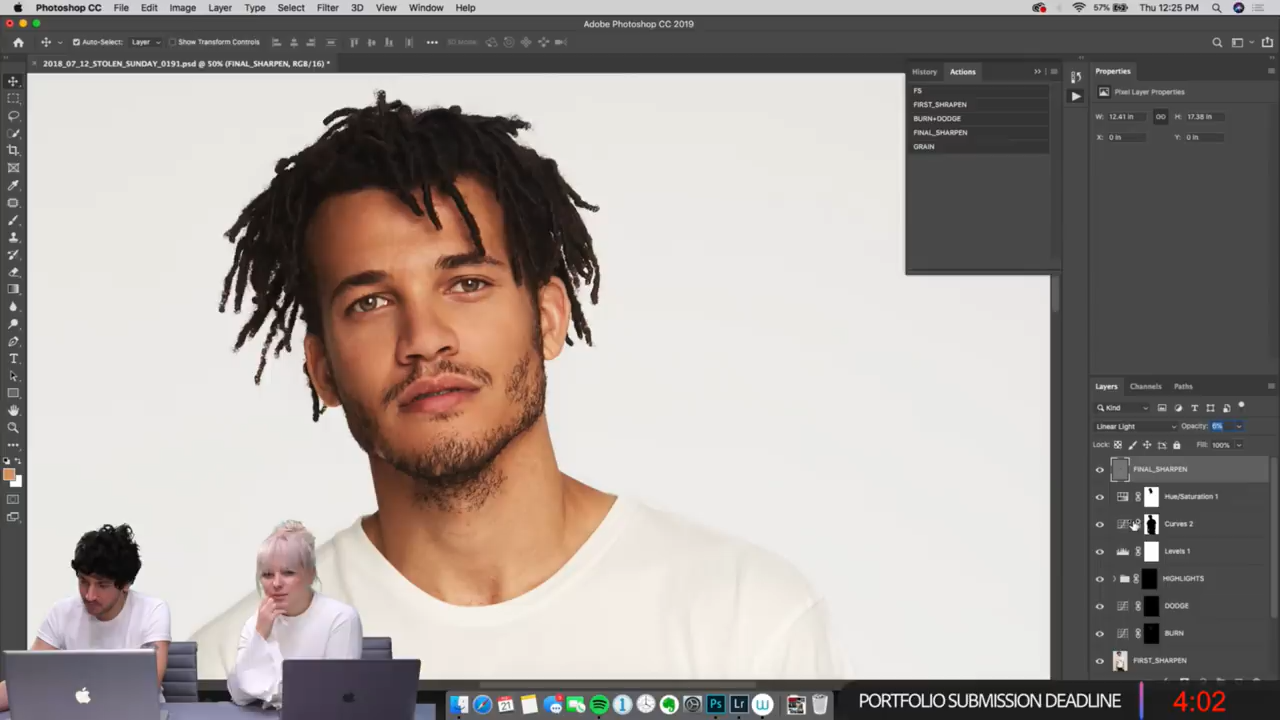 Photoshop CC File Edit Image Layer Type Select Filter 3D View Window Help
57% Thu 12:25 PM
Adobe Photoshop CC 2019
Auto-Select: Layer Show Transform Controls
2018_07_12_STOLEN_SUNDAY_0191.psd @ 50% (FINAL_SHARPEN, RGB/16) *
History Actions
FS
FIRST_SHRAPEN
BURN+DODGE
FINAL_SHARPEN
GRAIN
Properties
Pixel Layer Properties
W: 12.41 in H: 17.38 in
X: 0 in Y: 0 in
Layers Channels Paths
Kind
Linear Light Opacity: 6%
Lock: Fill: 100%
FINAL_SHARPEN
Hue/Saturation 1
Curves 2
Levels 1
HIGHLIGHTS
DODGE
BURN
FIRST_SHARPEN
21
Ps Lr
PORTFOLIO SUBMISSION DEADLINE 4:02